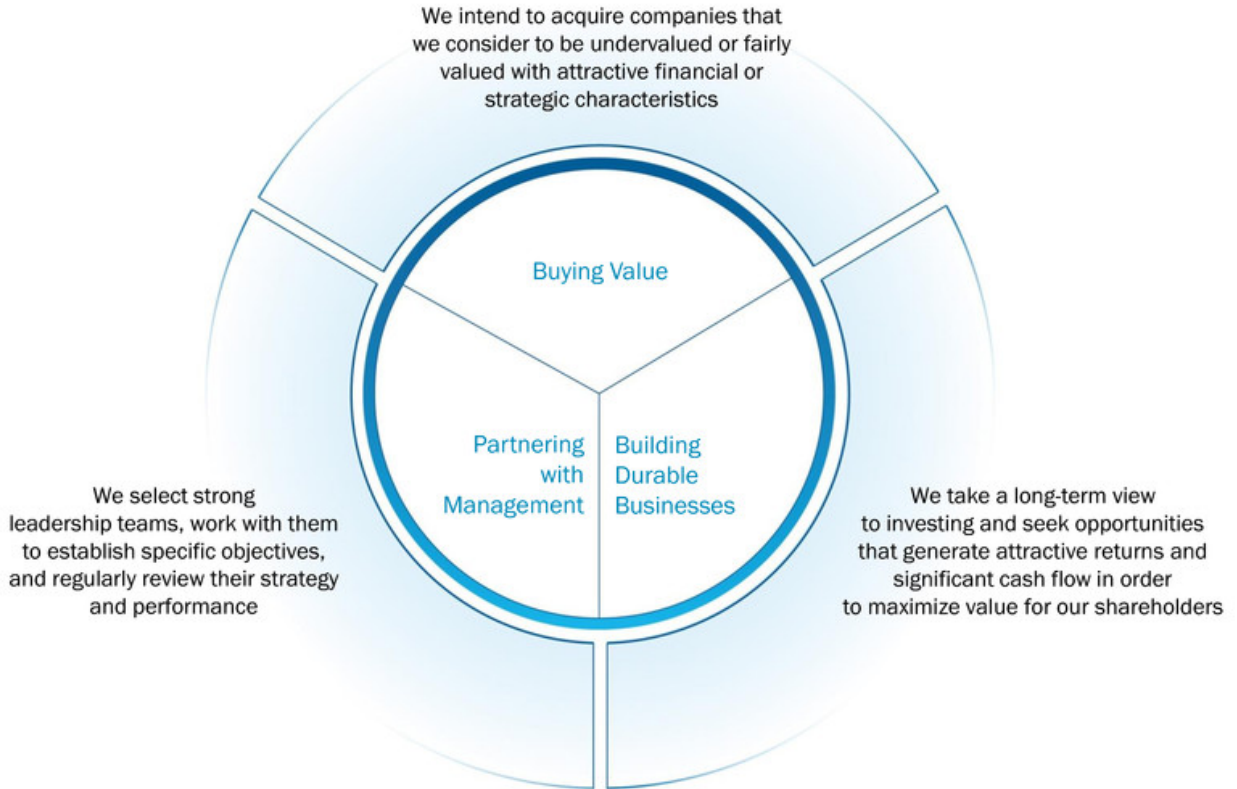 We intend to acquire companies that
we consider to be undervalued or fairly
valued with attractive financial or
strategic characteristics
Buying Value
Partnering
with
Management
Building
Durable
Businesses
We select strong
leadership teams, work with them
to establish specific objectives,
and regularly review their strategy
and performance
We take a long-term view
to investing and seek opportunities
that generate attractive returns and
significant cash flow in order
to maximize value for our shareholders